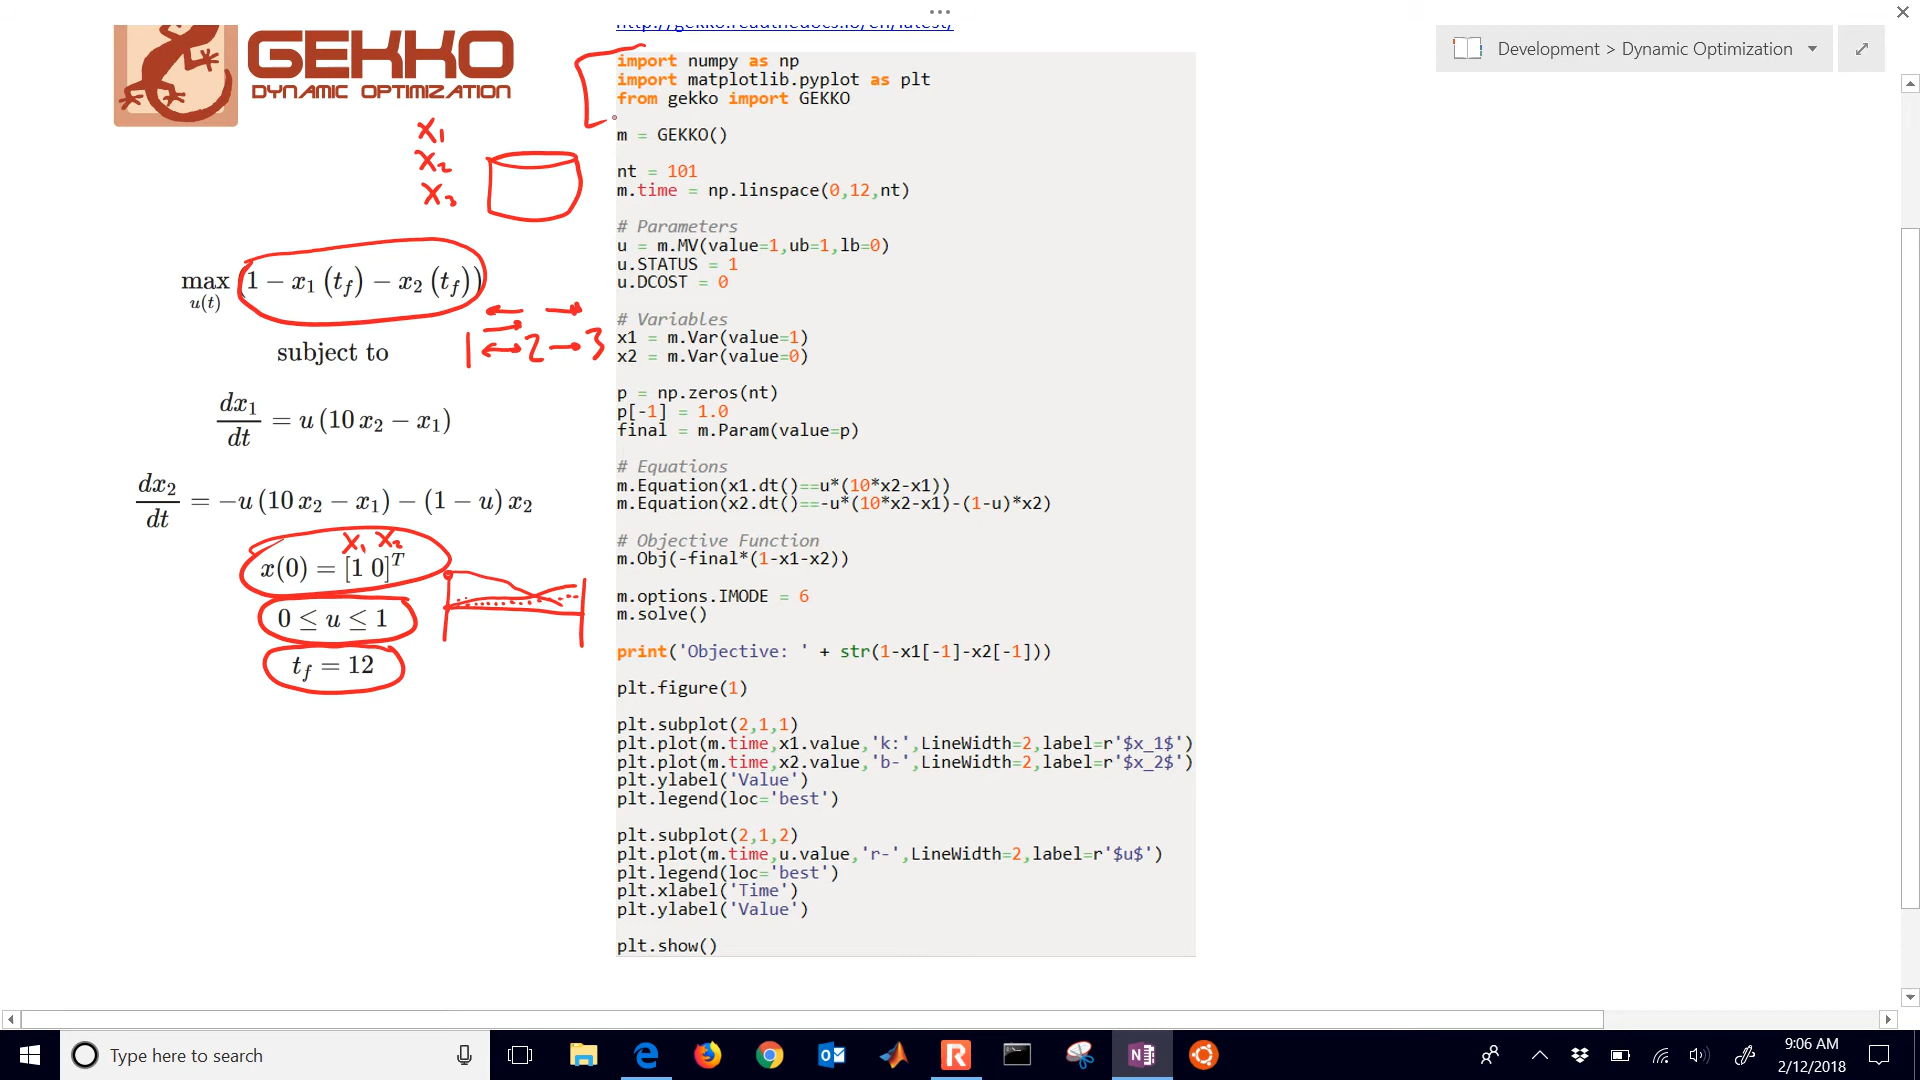 http://gekko.readthedocs.io/en/latest/
Development > Dynamic Optimization
GEKKO
DYNAMIC OPTIMIZATION
x1
x2
x3
max (1 − x1 (tf) − x2 (tf))
u(t)
1 2 3
subject to
dx1/dt = u (10 x2 − x1)
dx2/dt = −u (10 x2 − x1) − (1 − u) x2
x1 x2
x(0) = [1 0]T
0 ≤ u ≤ 1
tf = 12
import numpy as np
import matplotlib.pyplot as plt
from gekko import GEKKO
m = GEKKO()
nt = 101
m.time = np.linspace(0,12,nt)
# Parameters
u = m.MV(value=1,ub=1,lb=0)
u.STATUS = 1
u.DCOST = 0
# Variables
x1 = m.Var(value=1)
x2 = m.Var(value=0)
p = np.zeros(nt)
p[-1] = 1.0
final = m.Param(value=p)
# Equations
m.Equation(x1.dt()==u*(10*x2-x1))
m.Equation(x2.dt()==-u*(10*x2-x1)-(1-u)*x2)
# Objective Function
m.Obj(-final*(1-x1-x2))
m.options.IMODE = 6
m.solve()
print('Objective: ' + str(1-x1[-1]-x2[-1]))
plt.figure(1)
plt.subplot(2,1,1)
plt.plot(m.time,x1.value,'k:',LineWidth=2,label=r'$x_1$')
plt.plot(m.time,x2.value,'b-',LineWidth=2,label=r'$x_2$')
plt.ylabel('Value')
plt.legend(loc='best')
plt.subplot(2,1,2)
plt.plot(m.time,u.value,'r-',LineWidth=2,label=r'$u$')
plt.legend(loc='best')
plt.xlabel('Time')
plt.ylabel('Value')
plt.show()
Type here to search
9:06 AM
2/12/2018